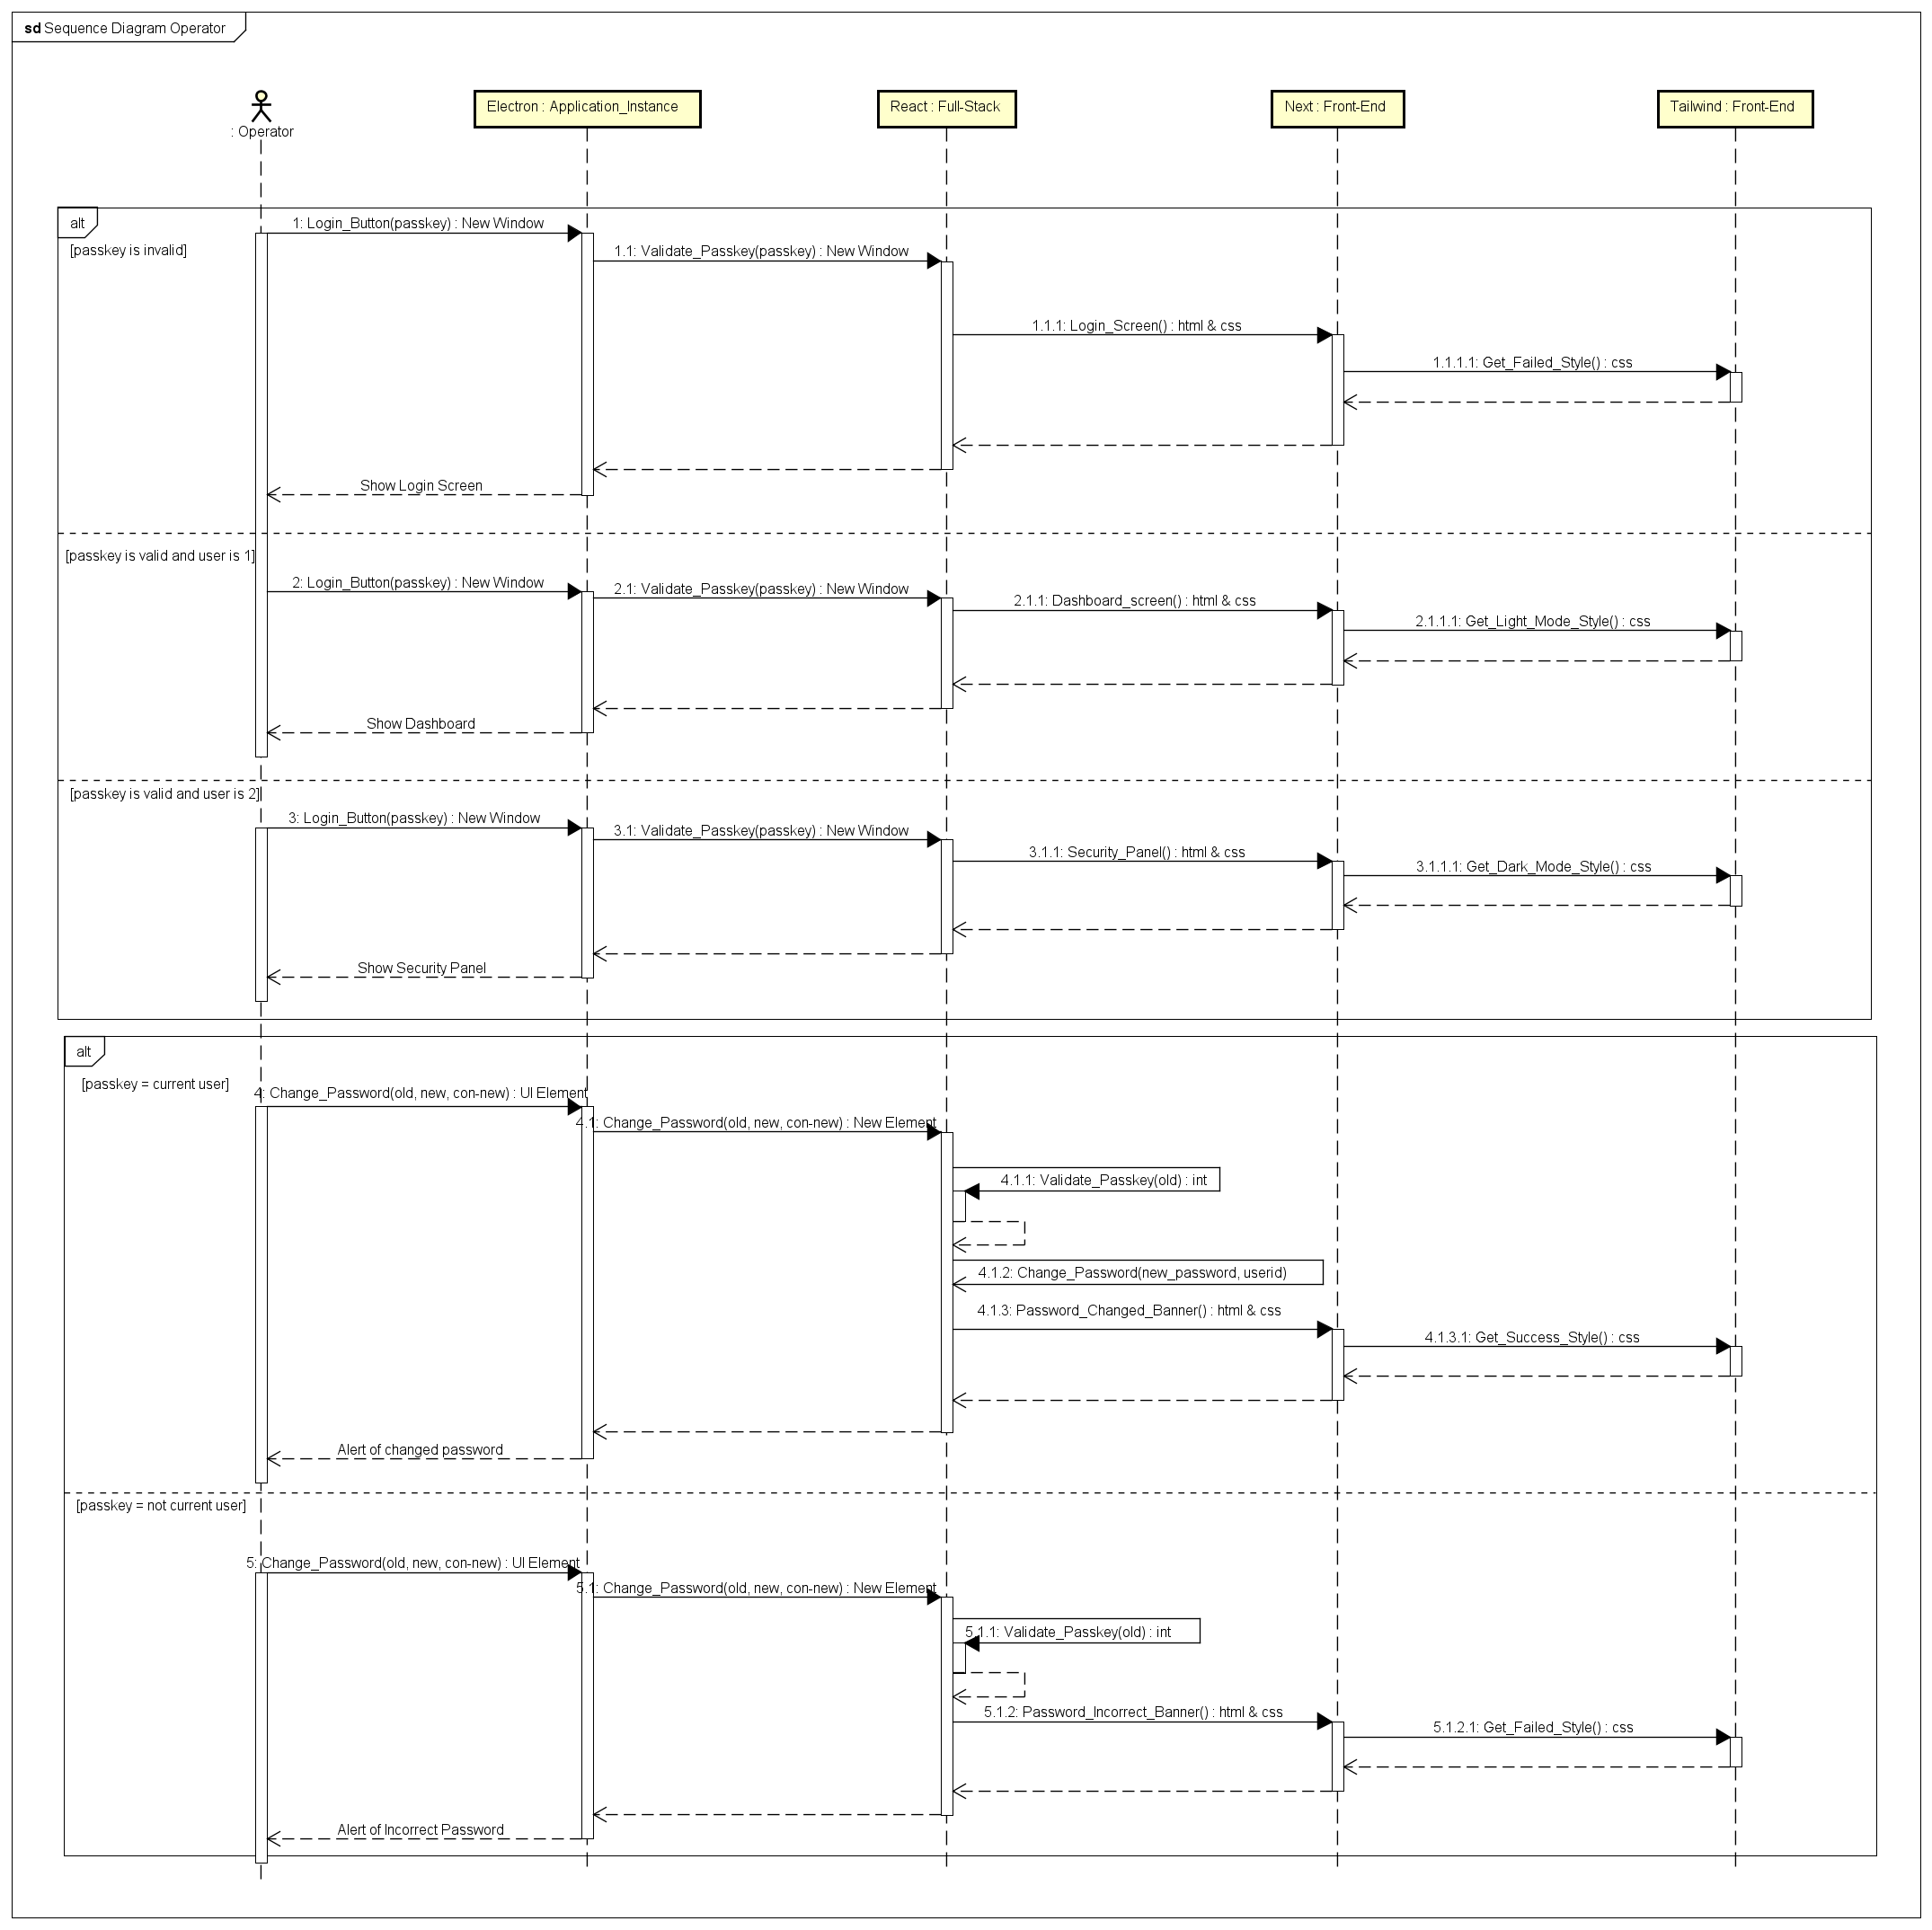 sd Sequence Diagram Operator
: Operator
Electron : Application_Instance
React : Full-Stack
Next : Front-End
Tailwind : Front-End
alt
[passkey is invalid]
1: Login_Button(passkey) : New Window
1.1: Validate_Passkey(passkey) : New Window
1.1.1: Login_Screen() : html & css
1.1.1.1: Get_Failed_Style() : css
Show Login Screen
[passkey is valid and user is 1]
2: Login_Button(passkey) : New Window
2.1: Validate_Passkey(passkey) : New Window
2.1.1: Dashboard_screen() : html & css
2.1.1.1: Get_Light_Mode_Style() : css
Show Dashboard
[passkey is valid and user is 2]
3: Login_Button(passkey) : New Window
3.1: Validate_Passkey(passkey) : New Window
3.1.1: Security_Panel() : html & css
3.1.1.1: Get_Dark_Mode_Style() : css
Show Security Panel
alt
[passkey = current user]
4: Change_Password(old, new, con-new) : UI Element
4.1: Change_Password(old, new, con-new) : New Element
4.1.1: Validate_Passkey(old) : int
4.1.2: Change_Password(new_password, userid)
4.1.3: Password_Changed_Banner() : html & css
4.1.3.1: Get_Success_Style() : css
Alert of changed password
[passkey = not current user]
5: Change_Password(old, new, con-new) : UI Element
5.1: Change_Password(old, new, con-new) : New Element
5.1.1: Validate_Passkey(old) : int
5.1.2: Password_Incorrect_Banner() : html & css
5.1.2.1: Get_Failed_Style() : css
Alert of Incorrect Password